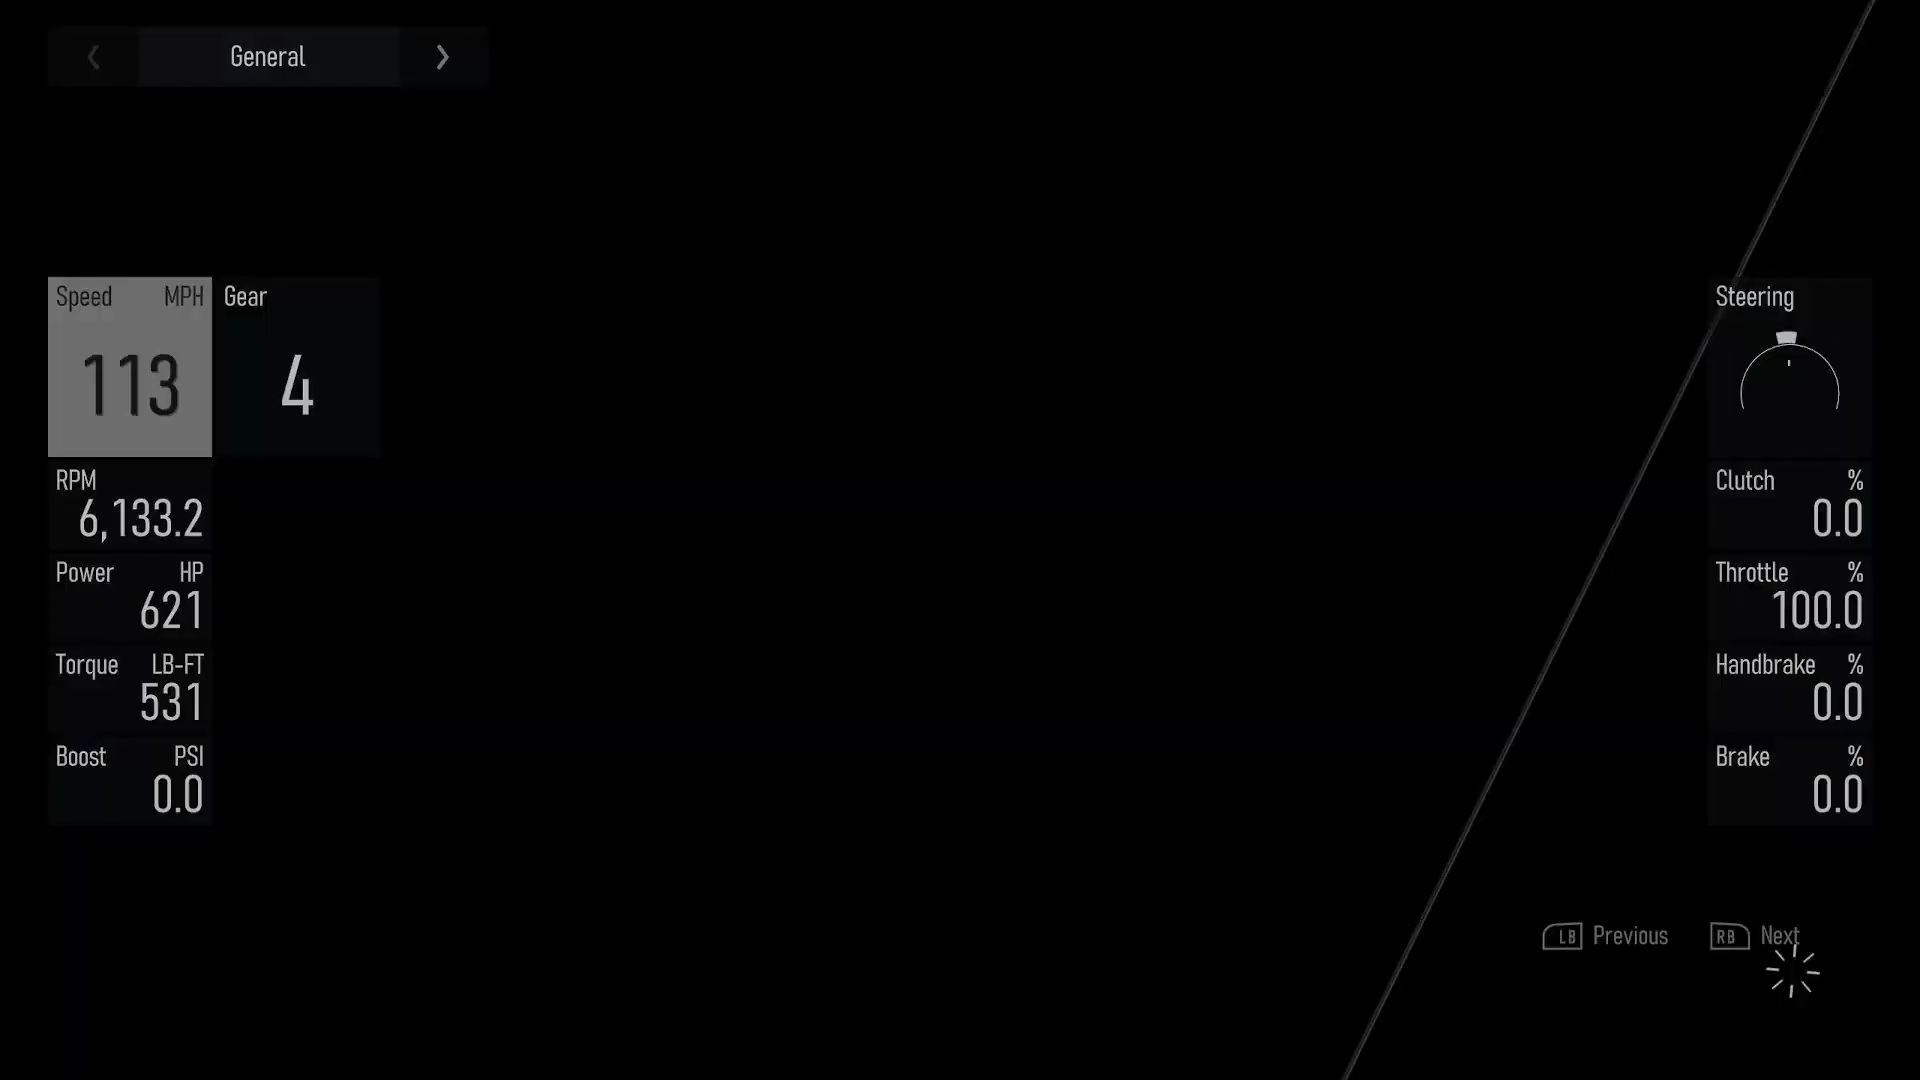 General
Speed MPH
113
Gear
4
RPM
6,133.2
Power HP
621
Torque LB-FT
531
Boost PSI
0.0
Steering
Clutch %
0.0
Throttle %
100.0
Handbrake %
0.0
Brake %
0.0
LB Previous RB Next